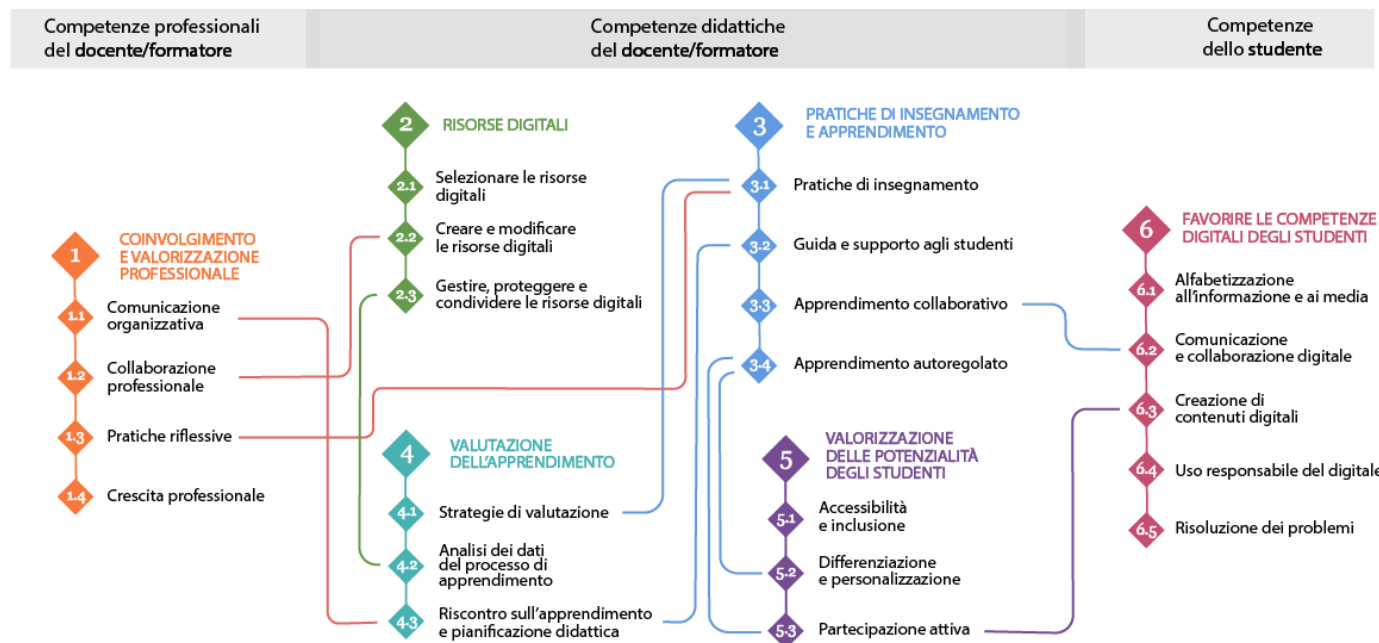 Competenze professionali
del docente/formatore
Competenze didattiche
del docente/formatore
Competenze
dello studente
1
COINVOLGIMENTO
E VALORIZZAZIONE
PROFESSIONALE
1.1
Comunicazione
organizzativa
1.2
Collaborazione
professionale
1.3
Pratiche riflessive
1.4
Crescita professionale
2
RISORSE DIGITALI
2.1
Selezionare le risorse
digitali
2.2
Creare e modificare
le risorse digitali
2.3
Gestire, proteggere e
condividere le risorse digitali
3
PRATICHE DI INSEGNAMENTO
E APPRENDIMENTO
3.1
Pratiche di insegnamento
3.2
Guida e supporto agli studenti
3.3
Apprendimento collaborativo
3.4
Apprendimento autoregolato
4
VALUTAZIONE
DELL'APPRENDIMENTO
4.1
Strategie di valutazione
4.2
Analisi dei dati
del processo di
apprendimento
4.3
Riscontro sull'apprendimento
e pianificazione didattica
5
VALORIZZAZIONE
DELLE POTENZIALITÀ
DEGLI STUDENTI
5.1
Accessibilità
e inclusione
5.2
Differenziazione
e personalizzazione
5.3
Partecipazione attiva
6
FAVORIRE LE COMPETENZE
DIGITALI DEGLI STUDENTI
6.1
Alfabetizzazione
all'informazione e ai media
6.2
Comunicazione
e collaborazione digitale
6.3
Creazione di
contenuti digitali
6.4
Uso responsabile del digitale
6.5
Risoluzione dei problemi